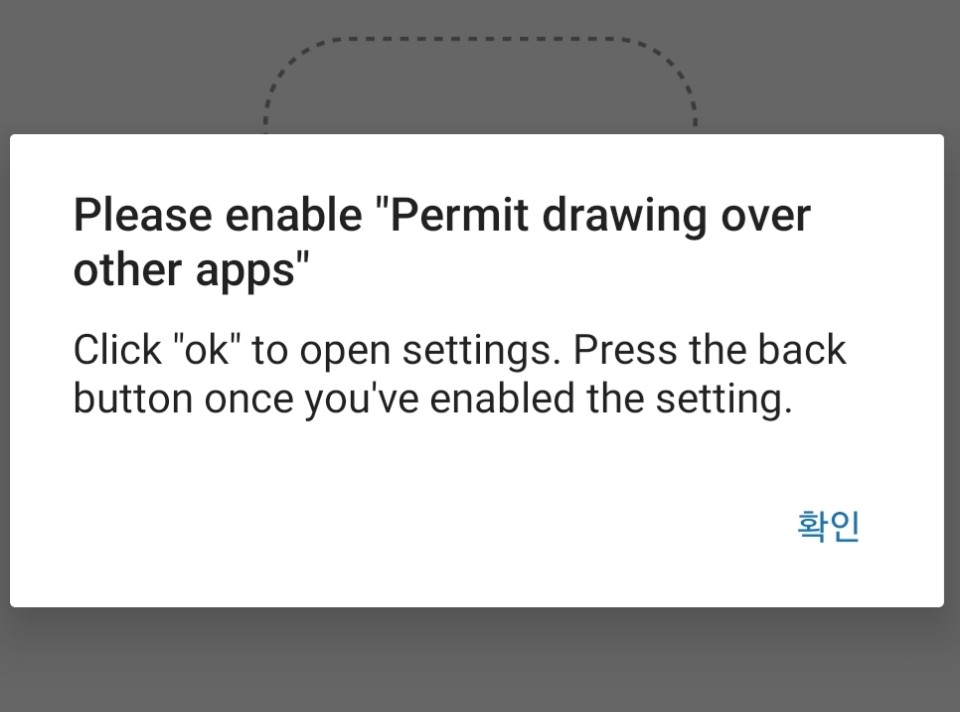 Please enable "Permit drawing over
other apps"
Click "ok" to open settings. Press the back
button once you've enabled the setting.
확인